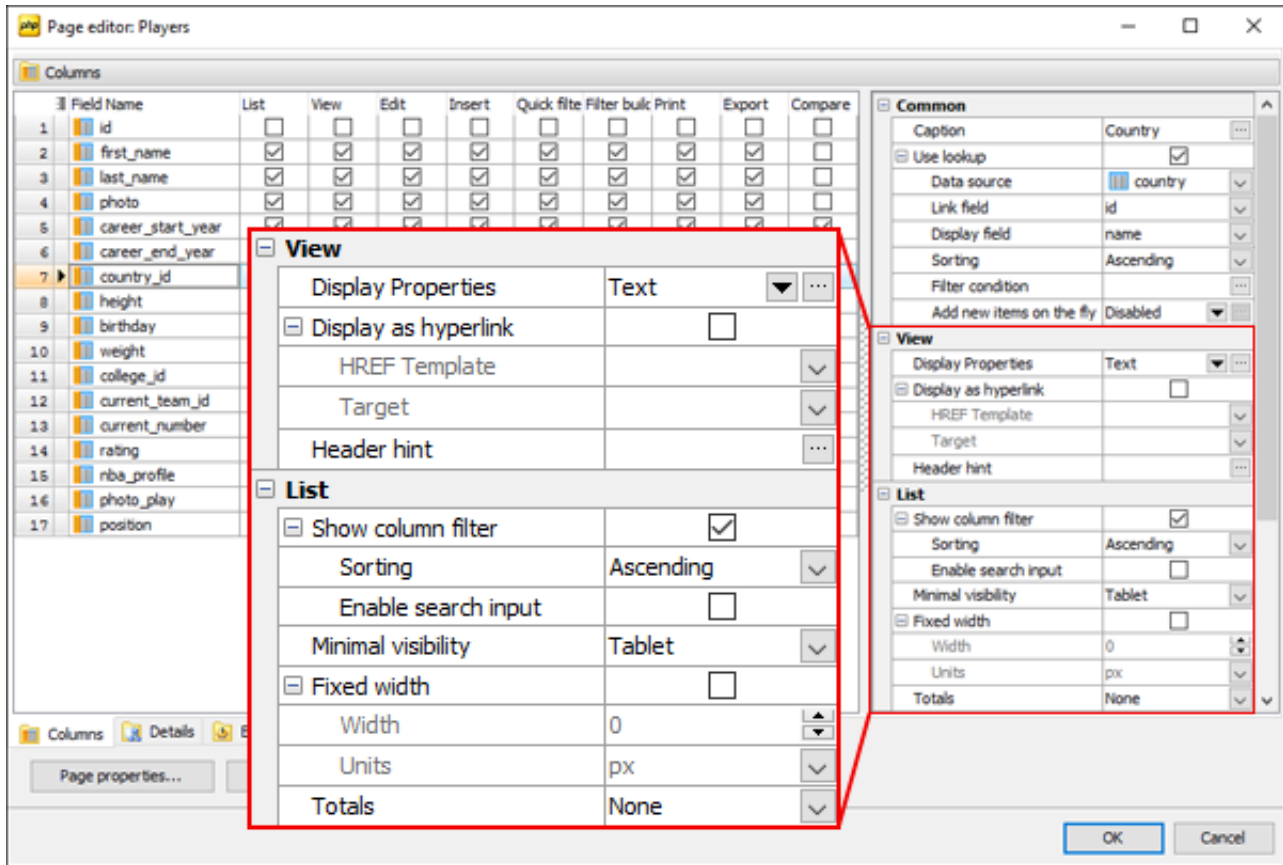 php Page editor: Players
Columns
Field Name List View Edit Insert Quick filte Filter builc Print Export Compare
1 id
2 first_name
3 last_name
4 photo
5 career_start_year
6 career_end_year
7 country_id
8 height
9 birthday
10 weight
11 college_id
12 current_team_id
13 current_number
14 rating
15 nba_profile
16 photo_play
17 position
View
Display Properties Text
Display as hyperlink
HREF Template
Target
Header hint
List
Show column filter
Sorting Ascending
Enable search input
Minimal visibility Tablet
Fixed width
Width 0
Units px
Totals None
Common
Caption Country
Use lookup
Data source country
Link field id
Display field name
Sorting Ascending
Filter condition
Add new items on the fly Disabled
View
Display Properties Text
Display as hyperlink
HREF Template
Target
Header hint
List
Show column filter
Sorting Ascending
Enable search input
Minimal visibility Tablet
Fixed width
Width 0
Units px
Totals None
Columns Details E
Page properties...
OK Cancel